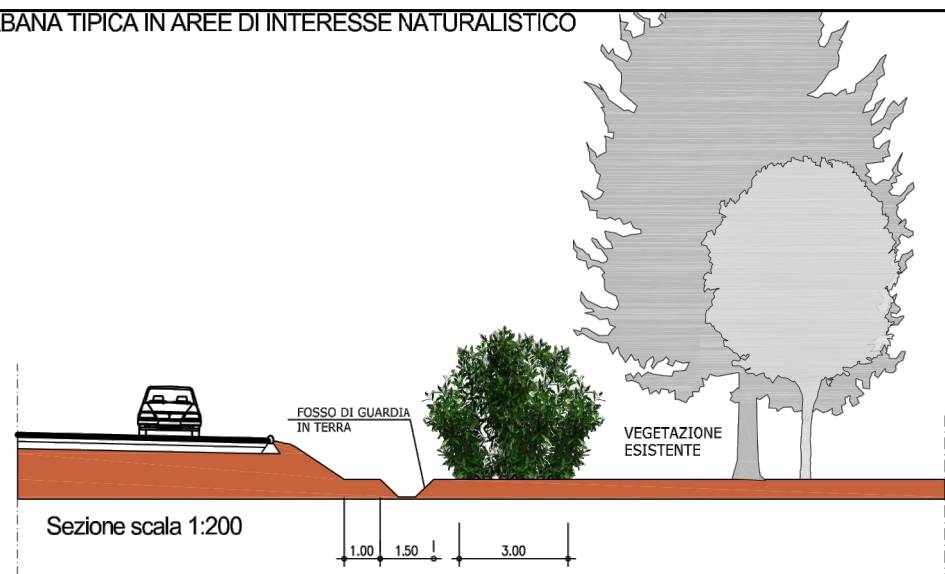 BANA TIPICA IN AREE DI INTERESSE NATURALISTICO
FOSSO DI GUARDIA
IN TERRA
VEGETAZIONE
ESISTENTE
Sezione scala 1:200
1.00 1.50 3.00